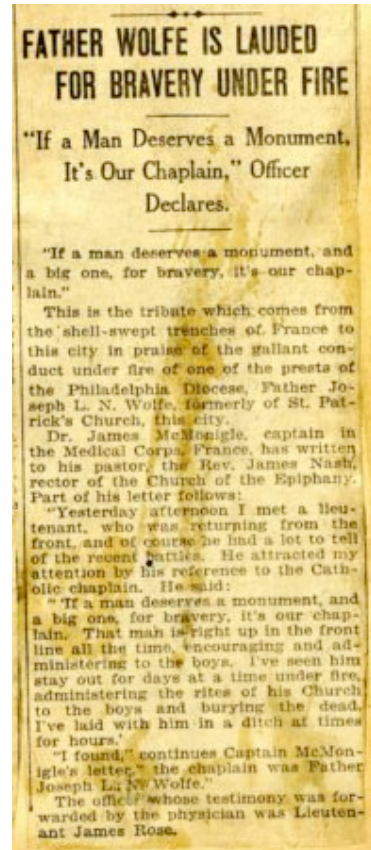 FATHER WOLFE IS LAUDED
FOR BRAVERY UNDER FIRE
"If a Man Deserves a Monument,
It's Our Chaplain," Officer
Declares.
"If a man deserves a monument, and
a big one, for bravery, it's our chap-
lain."
This is the tribute which comes from
the shell-swept trenches of France to
this city in praise of the gallant con-
duct under fire of one of the prests of
the Philadelphia Diocese, Father Jo-
seph L. N. Wolfe, formerly of St. Pat-
rick's Church, this city.
Dr. James McMonigle, captain in
the Medical Corps, France, has written
to his pastor, the Rev. James Nash,
rector of the Church of the Epiphany.
Part of his letter follows:
"Yesterday afternoon I met a lieu-
tenant, who was returning from the
front, and of course he had a lot to tell
of the recent battles. He attracted my
attention by his reference to the Cath-
olic chaplain. He said:
" 'If a man deserves a monument, and
a big one, for bravery, it's our chap-
lain. That man is right up in the front
line all the time, encouraging and ad-
ministering to the boys. I've seen him
stay out for days at a time under fire,
administering the rites of his Church
to the boys and burying the dead.
I've laid with him in a ditch at times
for hours.'
"I found," continues Captain McMon-
igle's letter, "the chaplain was Father
Joseph L. N. Wolfe."
The officer whose testimony was for-
warded by the physician was Lieuten-
ant James Rose.